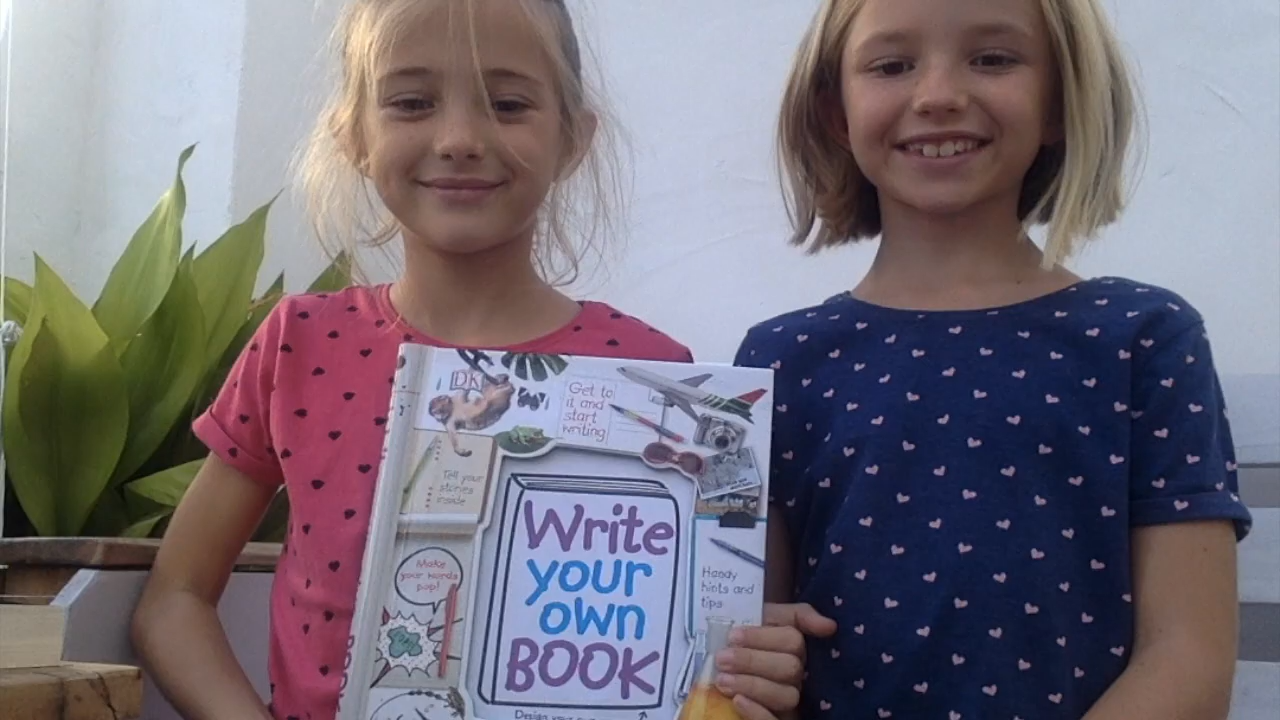 DK
Get to
it and
start
writing
Tell your
stories
inside
Make
your words
pop!
Write
your
own
BOOK
Handy
hints and
tips